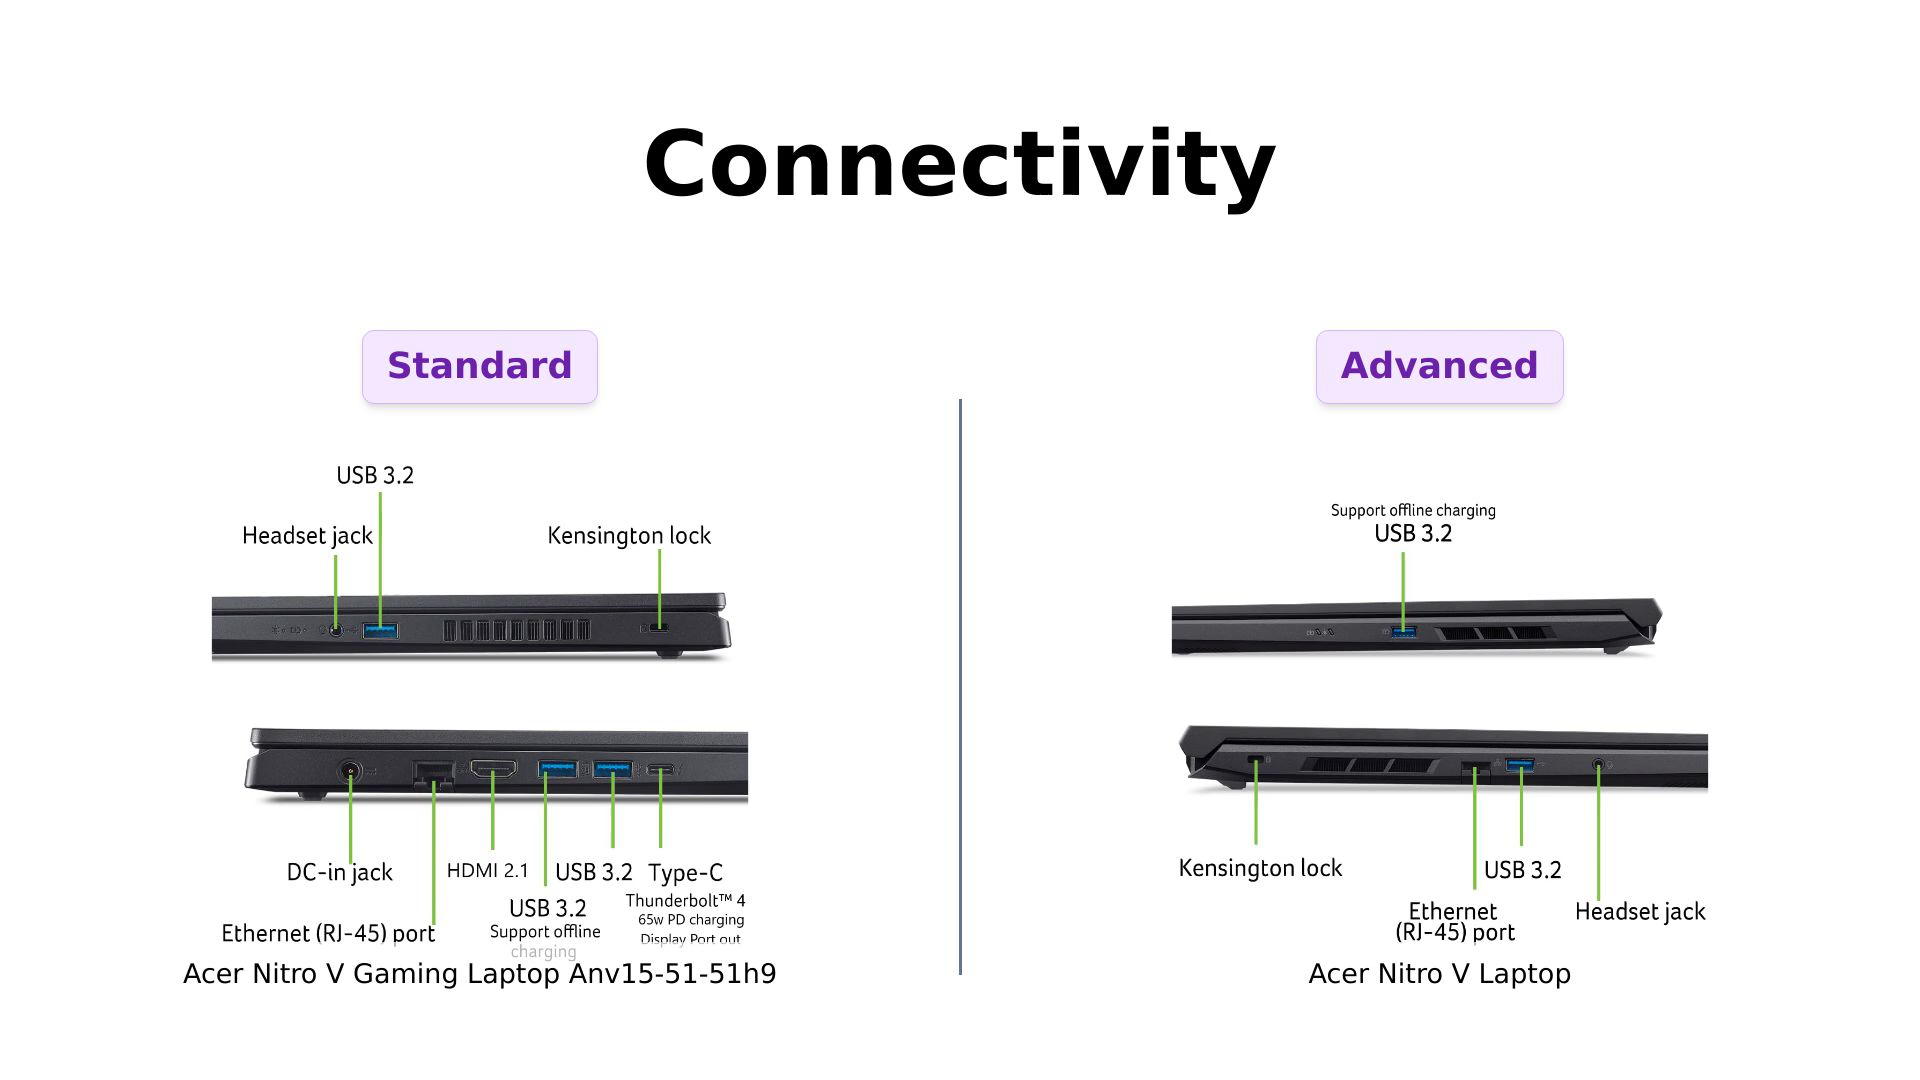 Connectivity
Standard
USB 3.2
Headset jack
Kensington lock
DC-in jack
HDMI 2.1
USB 3.2
Type-C
Thunderbolt™ 4
65w PD charging
Display Port out
USB 3.2
Support offline
charging
Ethernet (RJ-45) port
Acer Nitro V Gaming Laptop Anv15-51-51h9
Advanced
Support offline charging
USB 3.2
Kensington lock
USB 3.2
Ethernet
(RJ-45) port
Headset jack
Acer Nitro V Laptop